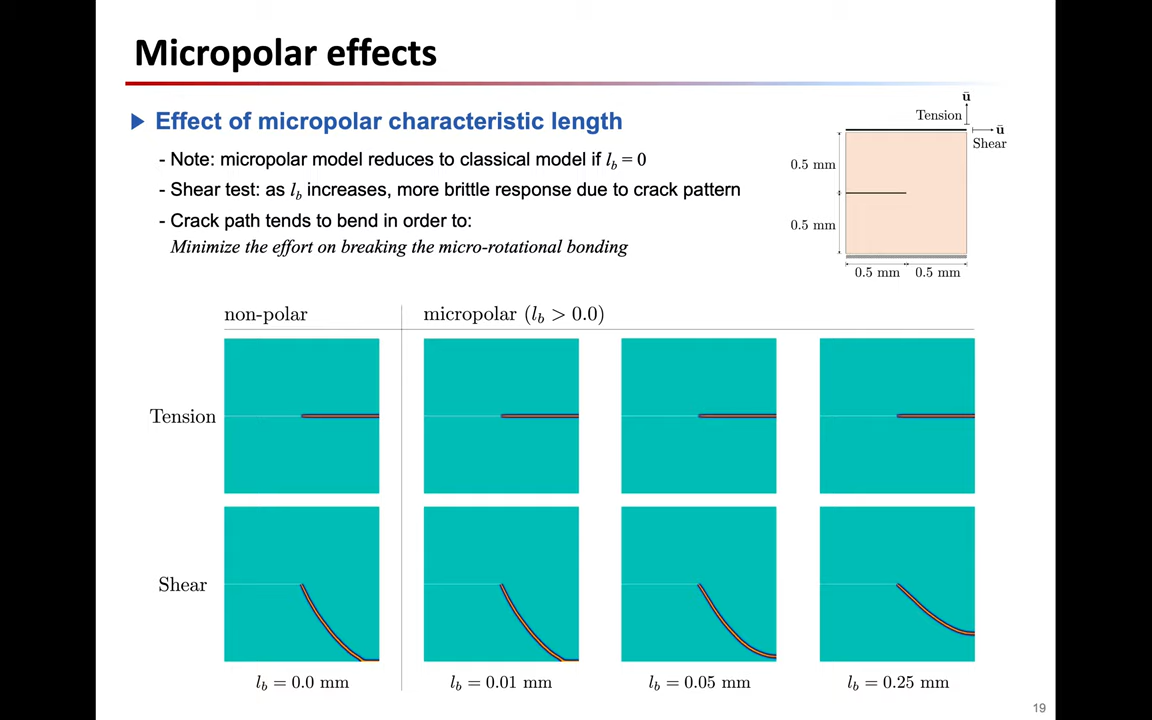 Micropolar effects
Effect of micropolar characteristic length
- Note: micropolar model reduces to classical model if l_b = 0
- Shear test: as l_b increases, more brittle response due to crack pattern
- Crack path tends to bend in order to:
Minimize the effort on breaking the micro-rotational bonding
ū
Tension
ū
Shear
0.5 mm
0.5 mm
0.5 mm 0.5 mm
non-polar micropolar (l_b > 0.0)
Tension
Shear
l_b = 0.0 mm l_b = 0.01 mm l_b = 0.05 mm l_b = 0.25 mm
19